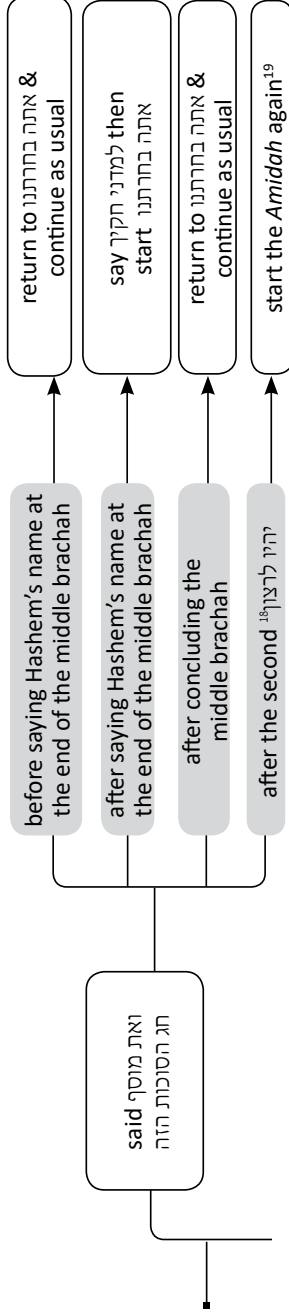 said ואת מוסף
חג הסוכות הזה
before saying Hashem's name at
the end of the middle brachah
return to אתה בחרתנו &
continue as usual
after saying Hashem's name at
the end of the middle brachah
say למדני חקיך then
start אתה בחרתנו
after concluding the
middle brachah
return to אתה בחרתנו &
continue as usual
after the second יהיו לרצון18
start the Amidah again19